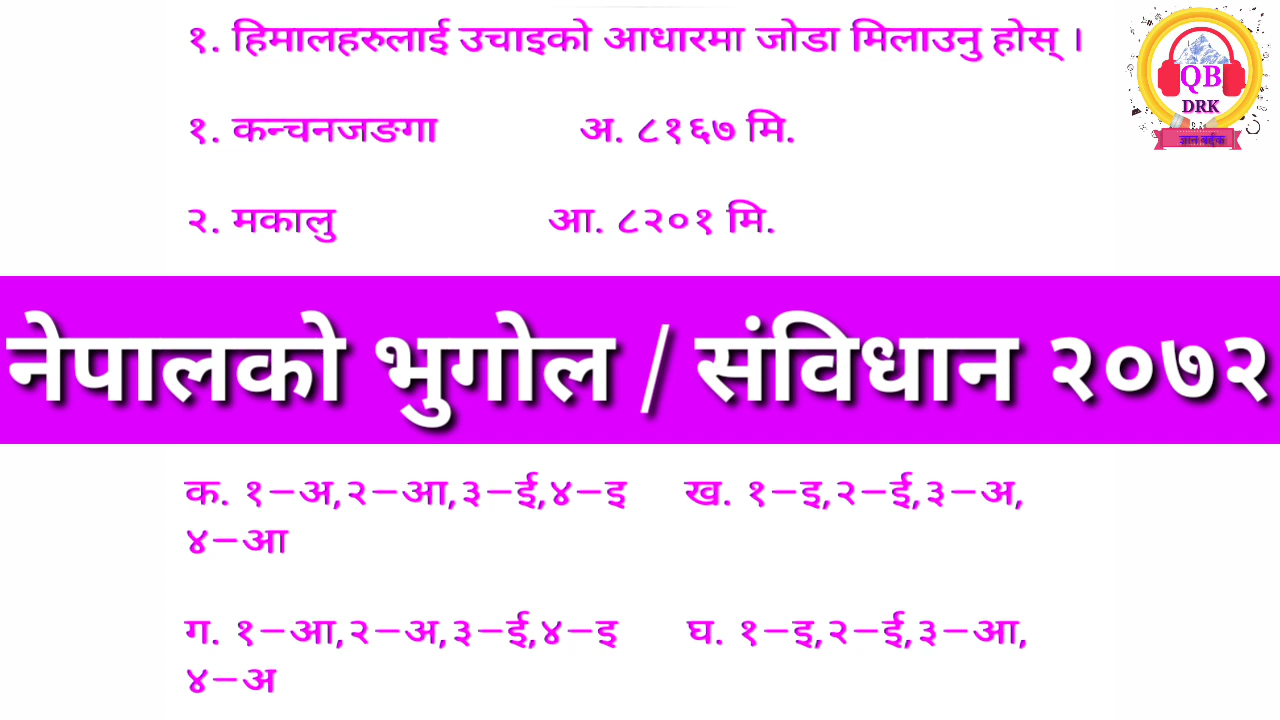 १. हिमालहरुलाई उचाइको आधारमा जोडा मिलाउनु होस् ।
QB
DRK
१. कन्चनजङगा अ. ८१६७ मि.
२. मकालु आ. ८२०१ मि.
नेपालको भुगोल / संविधान २०७२
क. १−अ,२−आ,३−ई,४−इ ख. १−इ,२−ई,३−अ,
४−आ
ग. १−आ,२−अ,३−ई,४−इ घ. १−इ,२−ई,३−आ,
४−अ